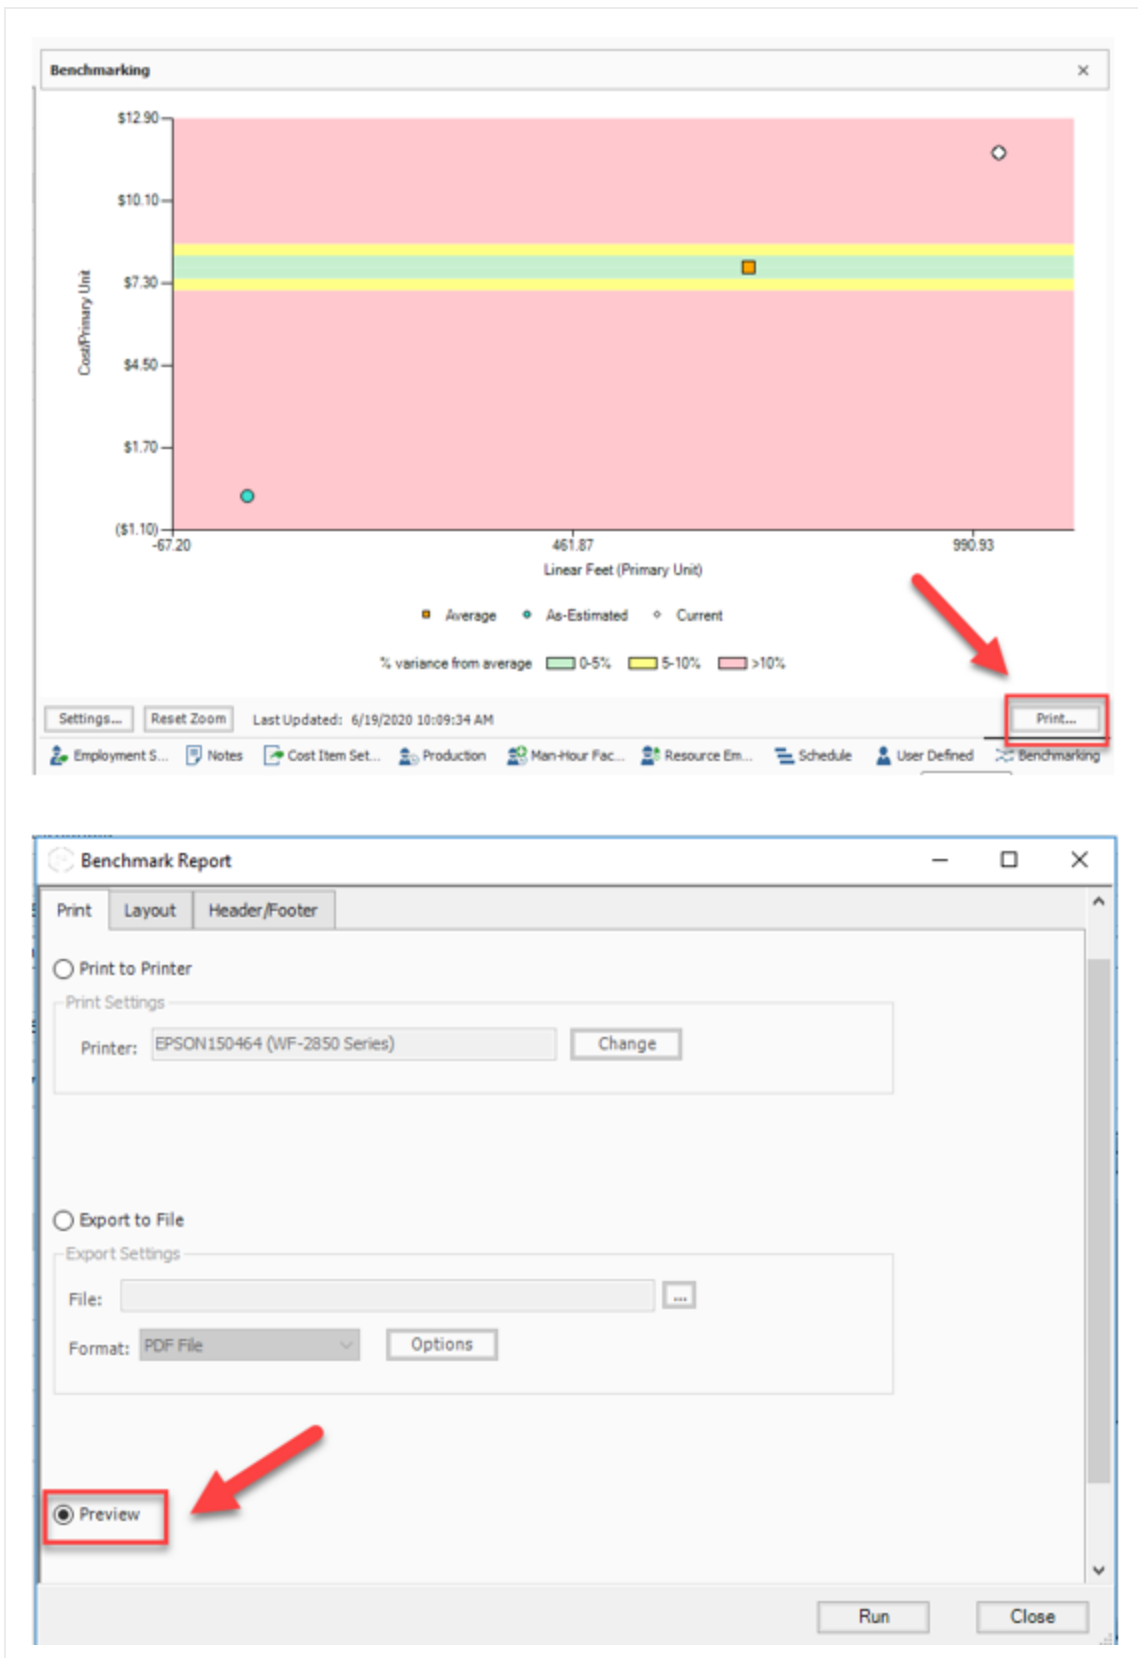 Benchmarking
$12.90
$10.10
$7.30
$4.50
$1.70
($1.10)
Cost/Primary Unit
-67.20 461.87 990.93
Linear Feet (Primary Unit)
Average As-Estimated Current
% variance from average 0-5% 5-10% >10%
Settings... Reset Zoom Last Updated: 6/19/2020 10:09:34 AM Print...
Employment S... Notes Cost Item Set... Production Man-Hour Fac... Resource Em... Schedule User Defined Benchmarking
Benchmark Report
Print Layout Header/Footer
Print to Printer
Print Settings
Printer: EPSON150464 (WF-2850 Series) Change
Export to File
Export Settings
File: ...
Format: PDF File Options
Preview
Run Close